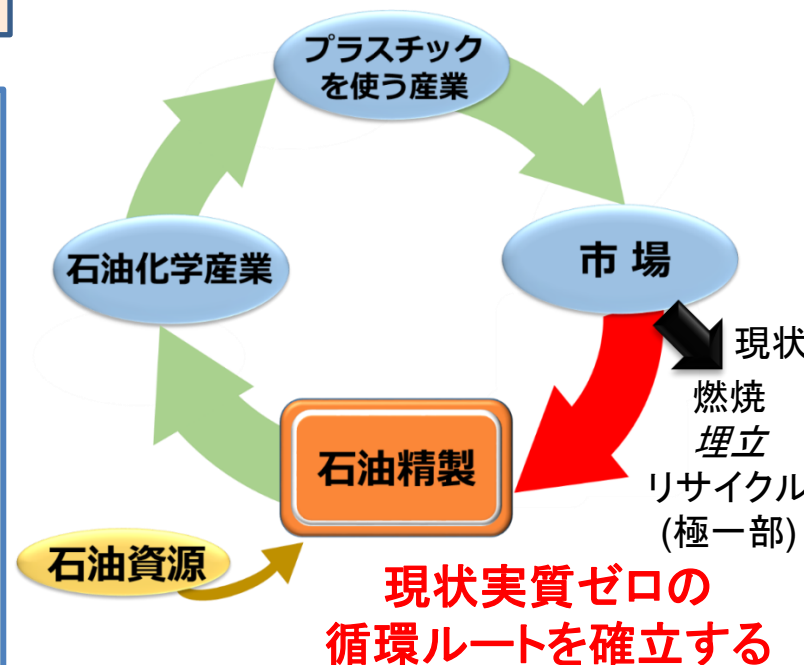 プラスチック
を使う産業
石油化学産業
市 場
現状
燃焼
埋立
リサイクル
(極一部)
石油精製
石油資源
現状実質ゼロの
循環ルートを確立する